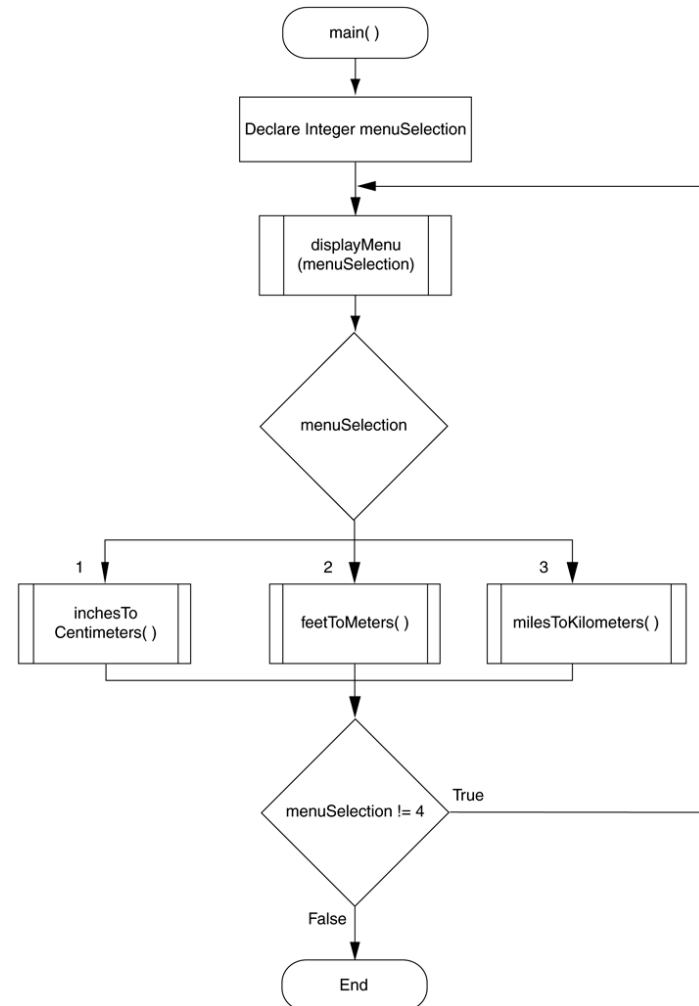 main( )
Declare Integer menuSelection
displayMenu
(menuSelection)
menuSelection
1
2
3
inchesTo
Centimeters( )
feetToMeters( )
milesToKilometers( )
menuSelection != 4
True
False
End